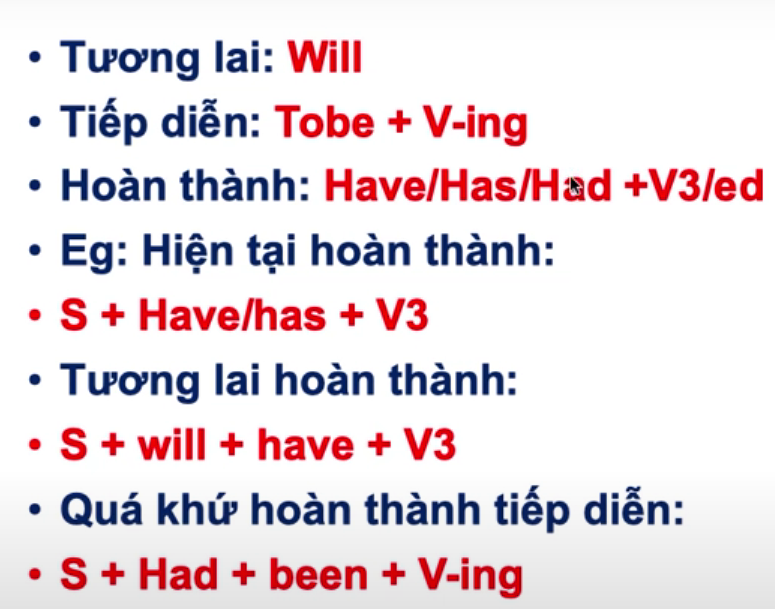 • Tương lai: Will
• Tiếp diễn: Tobe + V-ing
• Hoàn thành: Have/Has/Had +V3/ed
• Eg: Hiện tại hoàn thành:
• S + Have/has + V3
• Tương lai hoàn thành:
• S + will + have + V3
• Quá khứ hoàn thành tiếp diễn:
• S + Had + been + V-ing